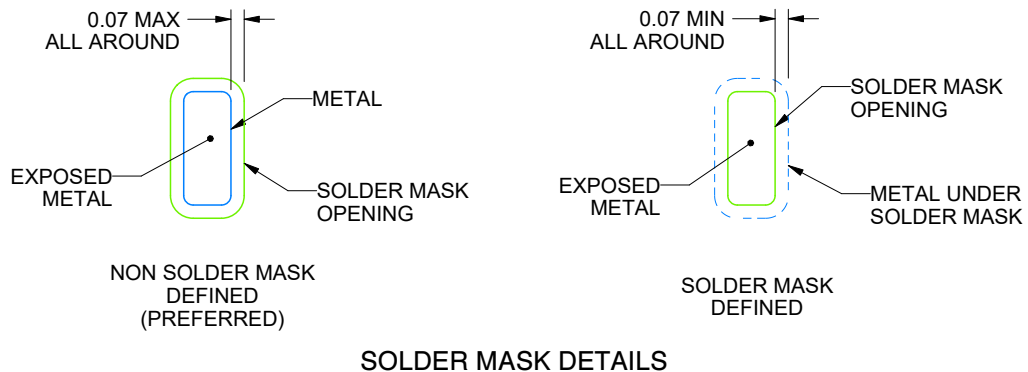 0.07 MAX
ALL AROUND
METAL
EXPOSED
METAL
SOLDER MASK
OPENING
NON SOLDER MASK
DEFINED
(PREFERRED)
0.07 MIN
ALL AROUND
SOLDER MASK
OPENING
EXPOSED
METAL
METAL UNDER
SOLDER MASK
SOLDER MASK
DEFINED
SOLDER MASK DETAILS